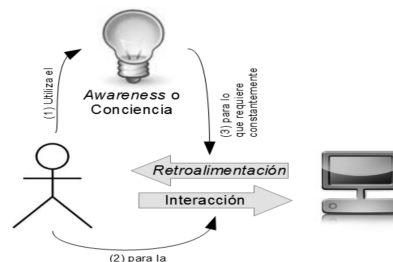 (1) Utiliza el
Awareness o
Conciencia
(3) para lo
que requiere
constantemente
Retroalimentación
Interacción
(2) para la